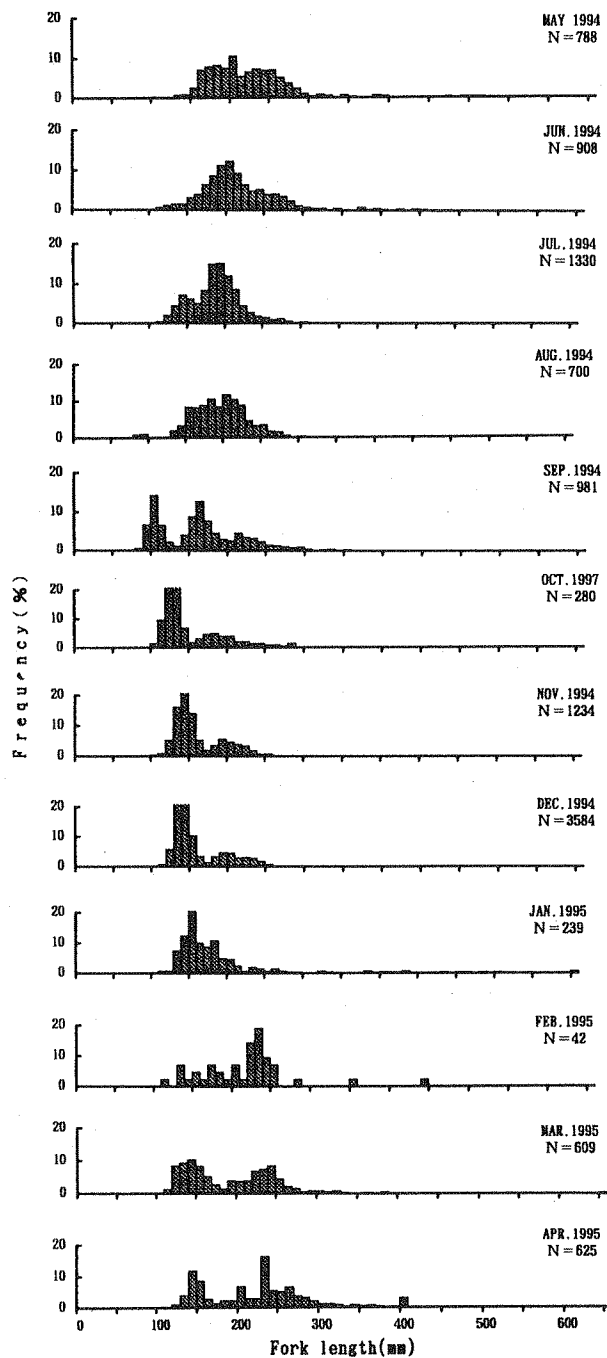 20
10
0
MAY 1994
N=788
20
10
0
JUN.1994
N=908
20
10
0
JUL.1994
N=1330
20
10
0
AUG.1994
N=700
20
10
0
SEP.1994
N=981
20
10
0
OCT.1997
N=280
20
10
0
NOV.1994
N=1234
20
10
0
DEC.1994
N=3584
20
10
0
JAN.1995
N=239
20
10
0
FEB.1995
N=42
20
10
0
MAR.1995
N=609
20
10
0
APR.1995
N=625
0 100 200 300 400 500 600
Fork length(mm)
Frequency(%)